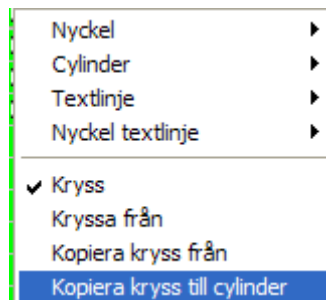 Nyckel
Cylinder
Textlinje
Nyckel textlinje
Kryss
Kryssa från
Kopiera kryss från
Kopiera kryss till cylinder